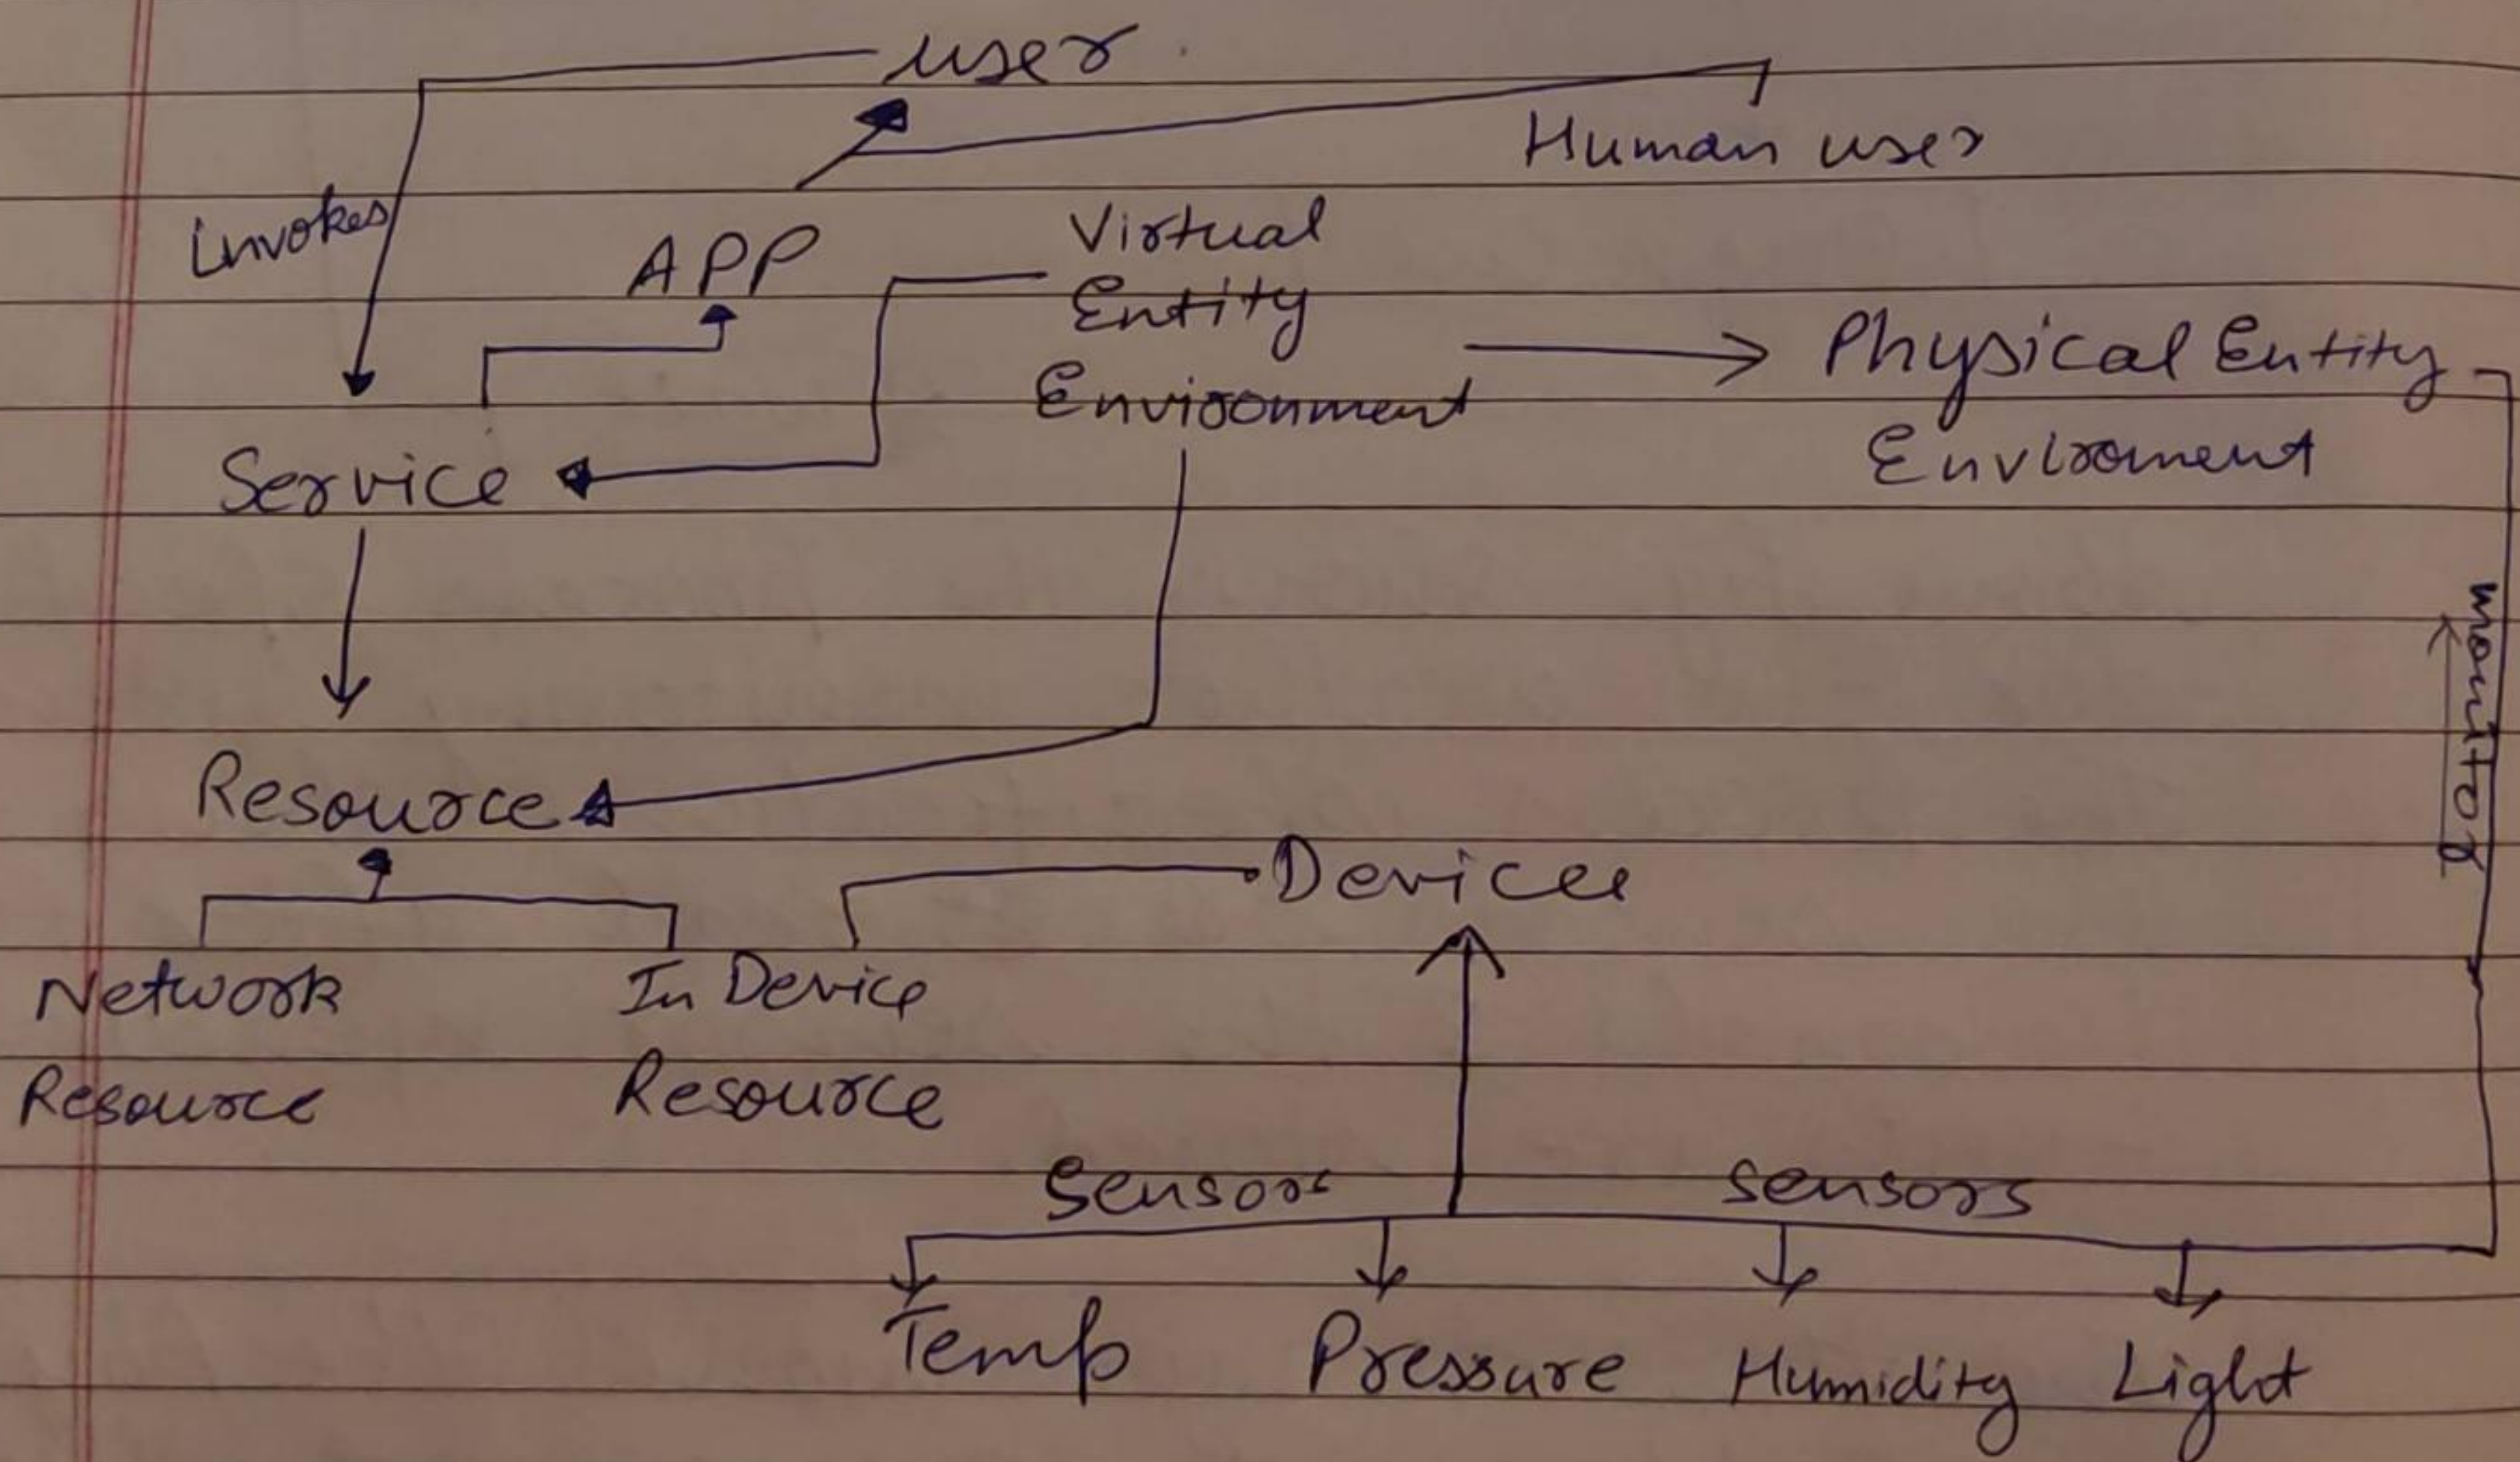 user
Human user
invokes
APP
Virtual
Entity
Environment
Physical Entity
Enviroment
Service
monitor
Resource
Devices
Network
Resource
In Device
Resource
Sensors
sensors
Temp
Pressure
Humidity
Light